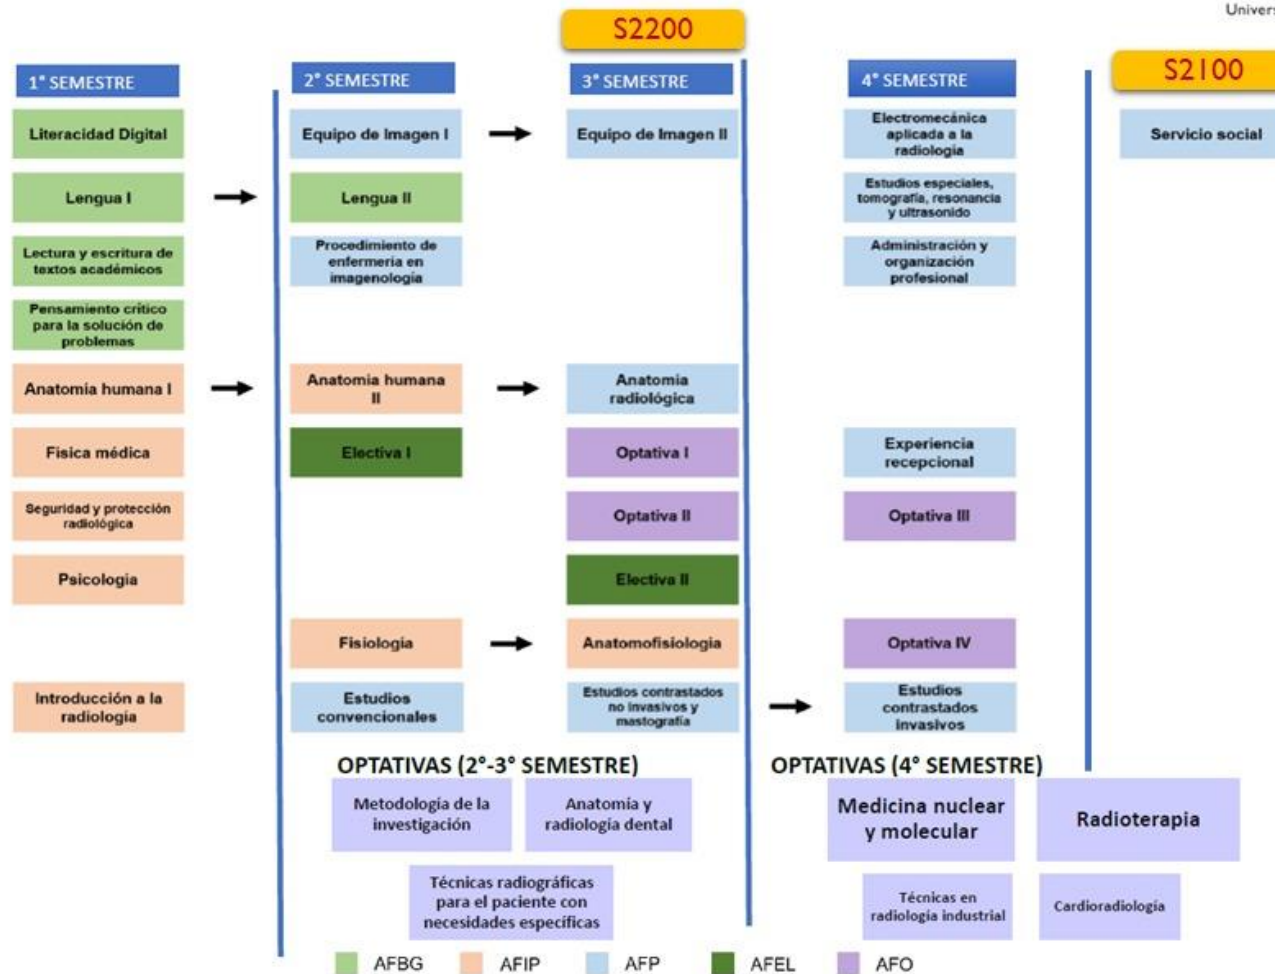 Univers
S2200
S2100
1° SEMESTRE
2° SEMESTRE
3° SEMESTRE
4° SEMESTRE
Literacidad Digital
Equipo de Imagen I
Equipo de Imagen II
Electromecánica
aplicada a la
radiología
Servicio social
Lengua I
Lengua II
Estudios especiales,
tomografía, resonancia
y ultrasonido
Lectura y escritura de
textos académicos
Procedimiento de
enfermería en
imagenología
Administración y
organización
profesional
Pensamiento crítico
para la solución de
problemas
Anatomía humana I
Anatomía humana
II
Anatomía
radiológica
Física médica
Electiva I
Optativa I
Experiencia
recepcional
Seguridad y protección
radiológica
Optativa II
Optativa III
Psicología
Electiva II
Fisiología
Anatomofisiología
Optativa IV
Introducción a la
radiología
Estudios
convencionales
Estudios contrastados
no invasivos y
mastografía
Estudios
contrastados
invasivos
OPTATIVAS (2°-3° SEMESTRE)
OPTATIVAS (4° SEMESTRE)
Metodología de la
investigación
Anatomía y
radiología dental
Medicina nuclear
y molecular
Radioterapia
Técnicas radiográficas
para el paciente con
necesidades específicas
Técnicas en
radiología industrial
Cardioradiología
AFBG
AFIP
AFP
AFEL
AFO